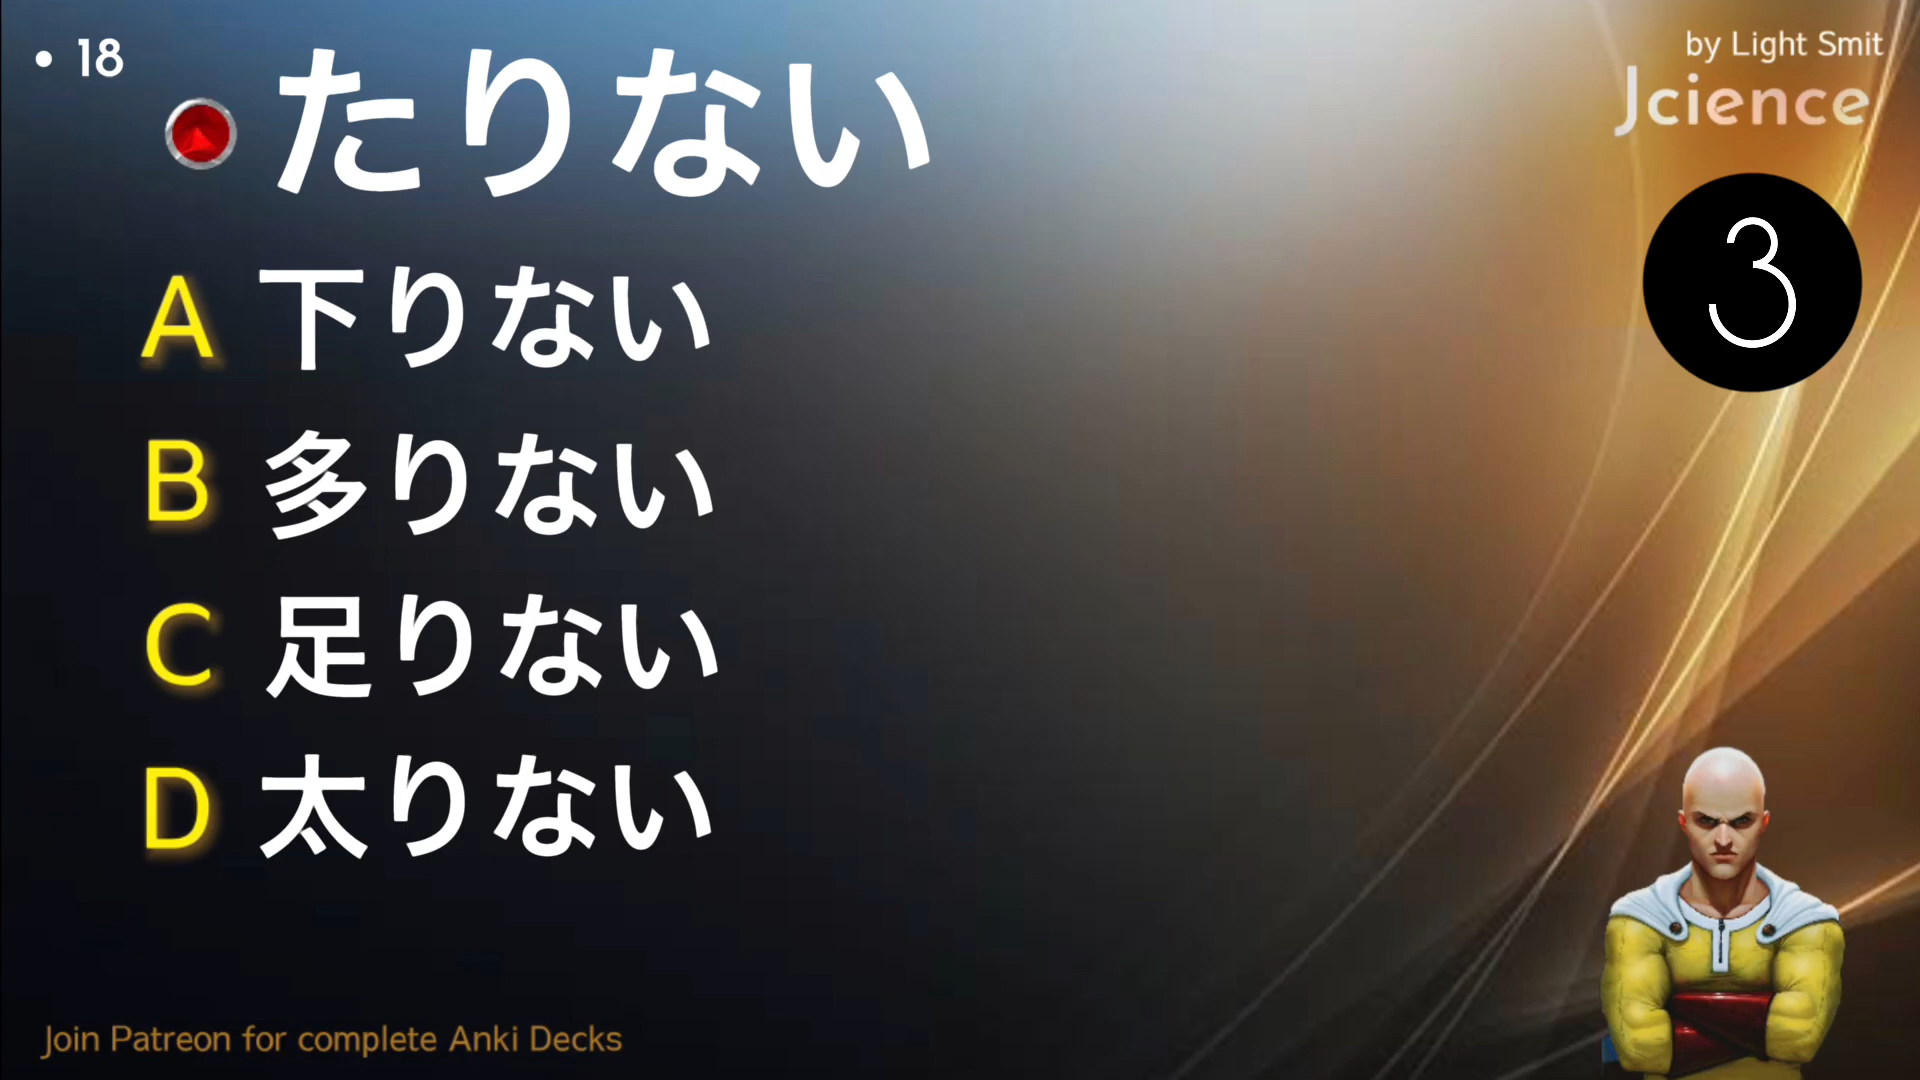 • 18
たりない
by Light Smit
Jcience
3
A 下りない
B 多りない
C 足りない
D 太りない
Join Patreon for complete Anki Decks